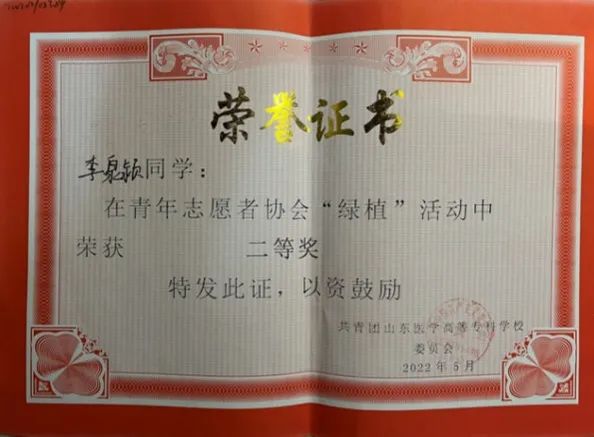 荣誉证书
李泉颖同学：
在青年志愿者协会“绿植”活动中
荣获 二等奖
特发此证，以资鼓励
共青团山东医学高等专科学校
委员会
2022年5月